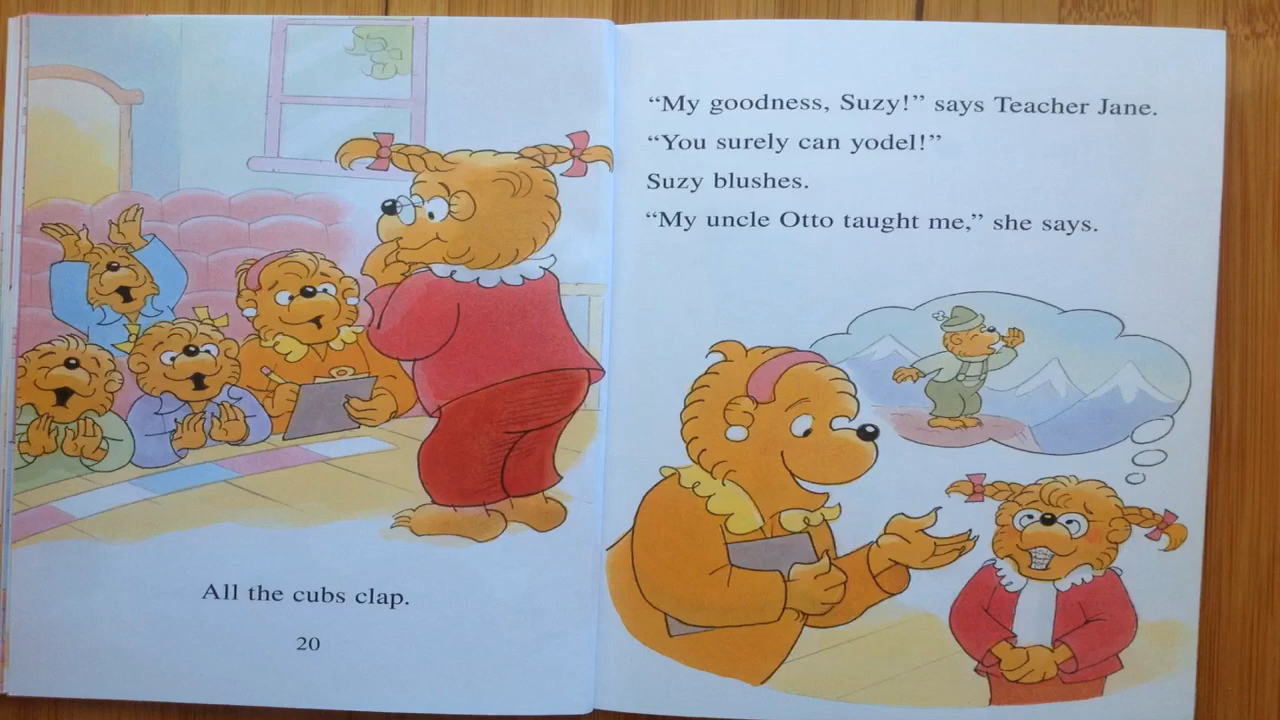 All the cubs clap.
20
“My goodness, Suzy!” says Teacher Jane.
“You surely can yodel!”
Suzy blushes.
“My uncle Otto taught me,” she says.